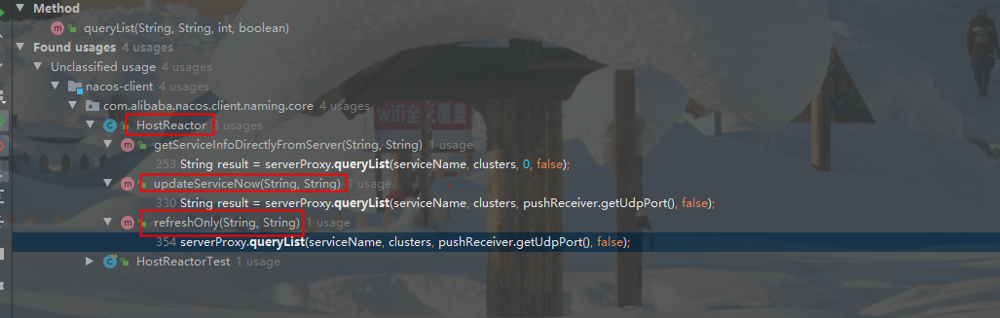 Method
queryList(String, String, int, boolean)
Found usages 4 usages
Unclassified usage 4 usages
nacos-client 4 usages
com.alibaba.nacos.client.naming.core 4 usages
HostReactor 3 usages
getServiceInfoDirectlyFromServer(String, String) 1 usage
253 String result = serverProxy.queryList(serviceName, clusters, 0, false);
updateServiceNow(String, String) 1 usage
330 String result = serverProxy.queryList(serviceName, clusters, pushReceiver.getUdpPort(), false);
refreshOnly(String, String) 1 usage
354 serverProxy.queryList(serviceName, clusters, pushReceiver.getUdpPort(), false);
HostReactorTest 1 usage
wifi全天覆盖